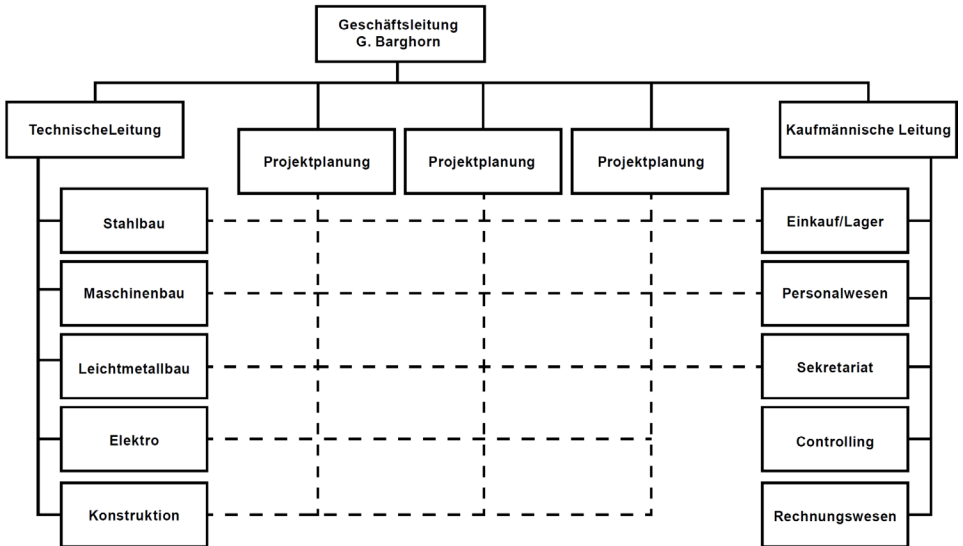 Geschäftsleitung
G. Barghorn
TechnischeLeitung
Projektplanung
Projektplanung
Projektplanung
Kaufmännische Leitung
Stahlbau
Einkauf/Lager
Maschinenbau
Personalwesen
Leichtmetallbau
Sekretariat
Elektro
Controlling
Konstruktion
Rechnungswesen